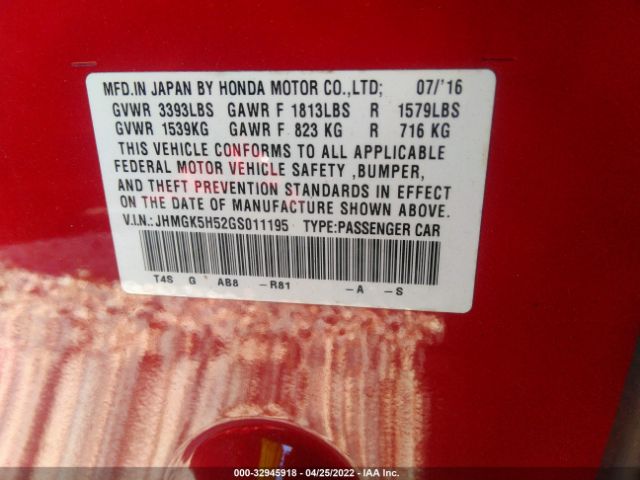 MFD.IN JAPAN BY HONDA MOTOR CO.,LTD; 07/'16
GVWR 3393LBS GAWR F 1813LBS R 1579LBS
GVWR 1539KG GAWR F 823 KG R 716 KG
THIS VEHICLE CONFORMS TO ALL APPLICABLE
FEDERAL MOTOR VEHICLE SAFETY ,BUMPER,
AND THEFT PREVENTION STANDARDS IN EFFECT
ON THE DATE OF MANUFACTURE SHOWN ABOVE.
V.I.N.: JHMGK5H52GS011195 TYPE:PASSENGER CAR
T4S G AB8 -R81 -A -S
000-32945918 - 04/25/2022 - IAA Inc.